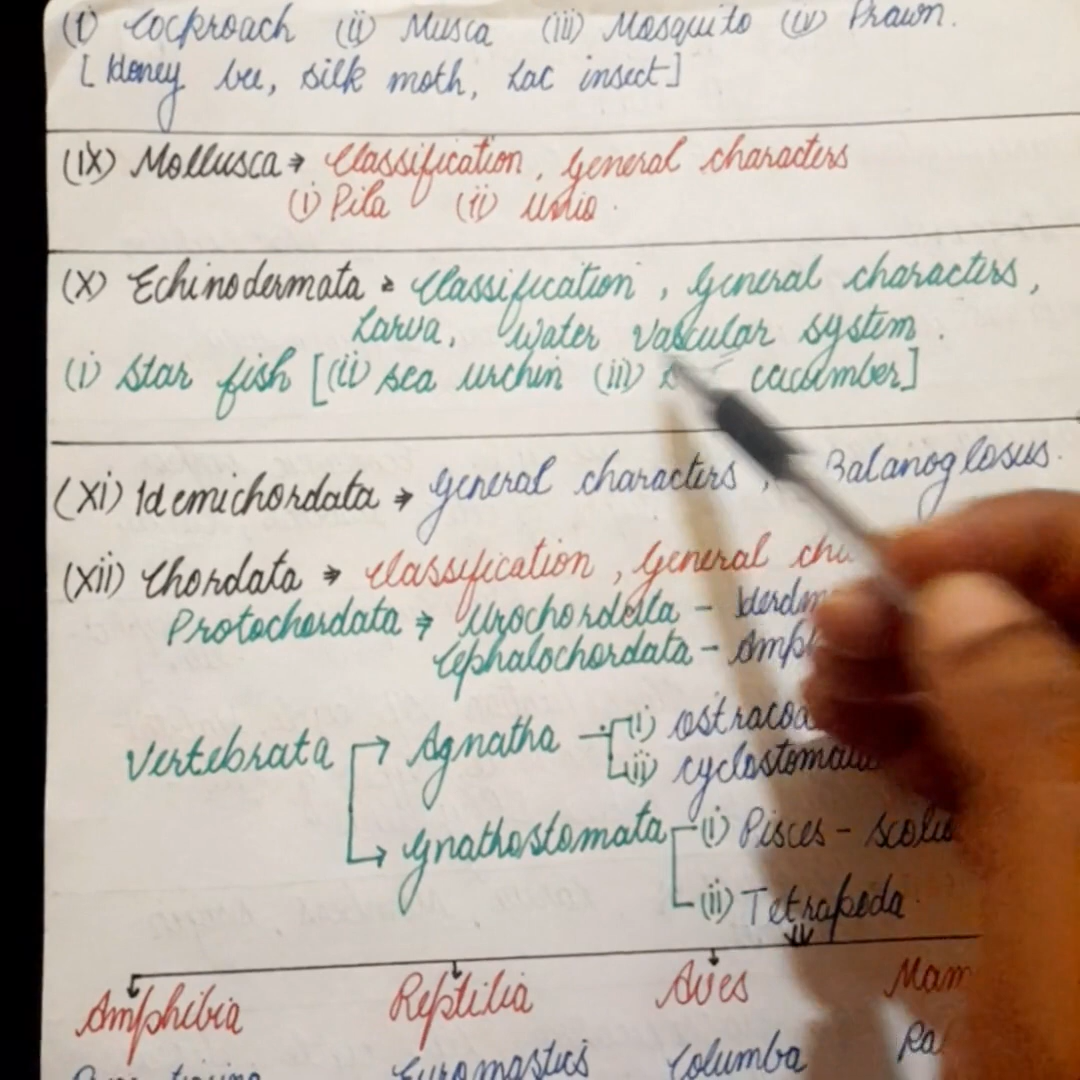 (i) Cockroach (ii) Musca (iii) Mosquito (iv) Prawn.
[Honey bee, silk moth, Lac insect]
(ix) Mollusca → Classification, General characters
(i) Pila (ii) Unio.
(x) Echinodermata → Classification, General characters,
Larva, Water vascular system.
(i) Star fish [(ii) sea urchin (iii) cucumber]
(xi) Hemichordata → General characters, Balanoglosus.
(xii) Chordata → Classification, General
Protochordata → Urochordata -
Cephalochordata -
Vertebrata → Agnatha (i)
(ii)
→ Gnathostomata (i) Pisces -
(ii) Tetrapoda.
Amphibia Reptilia Aves
Columba